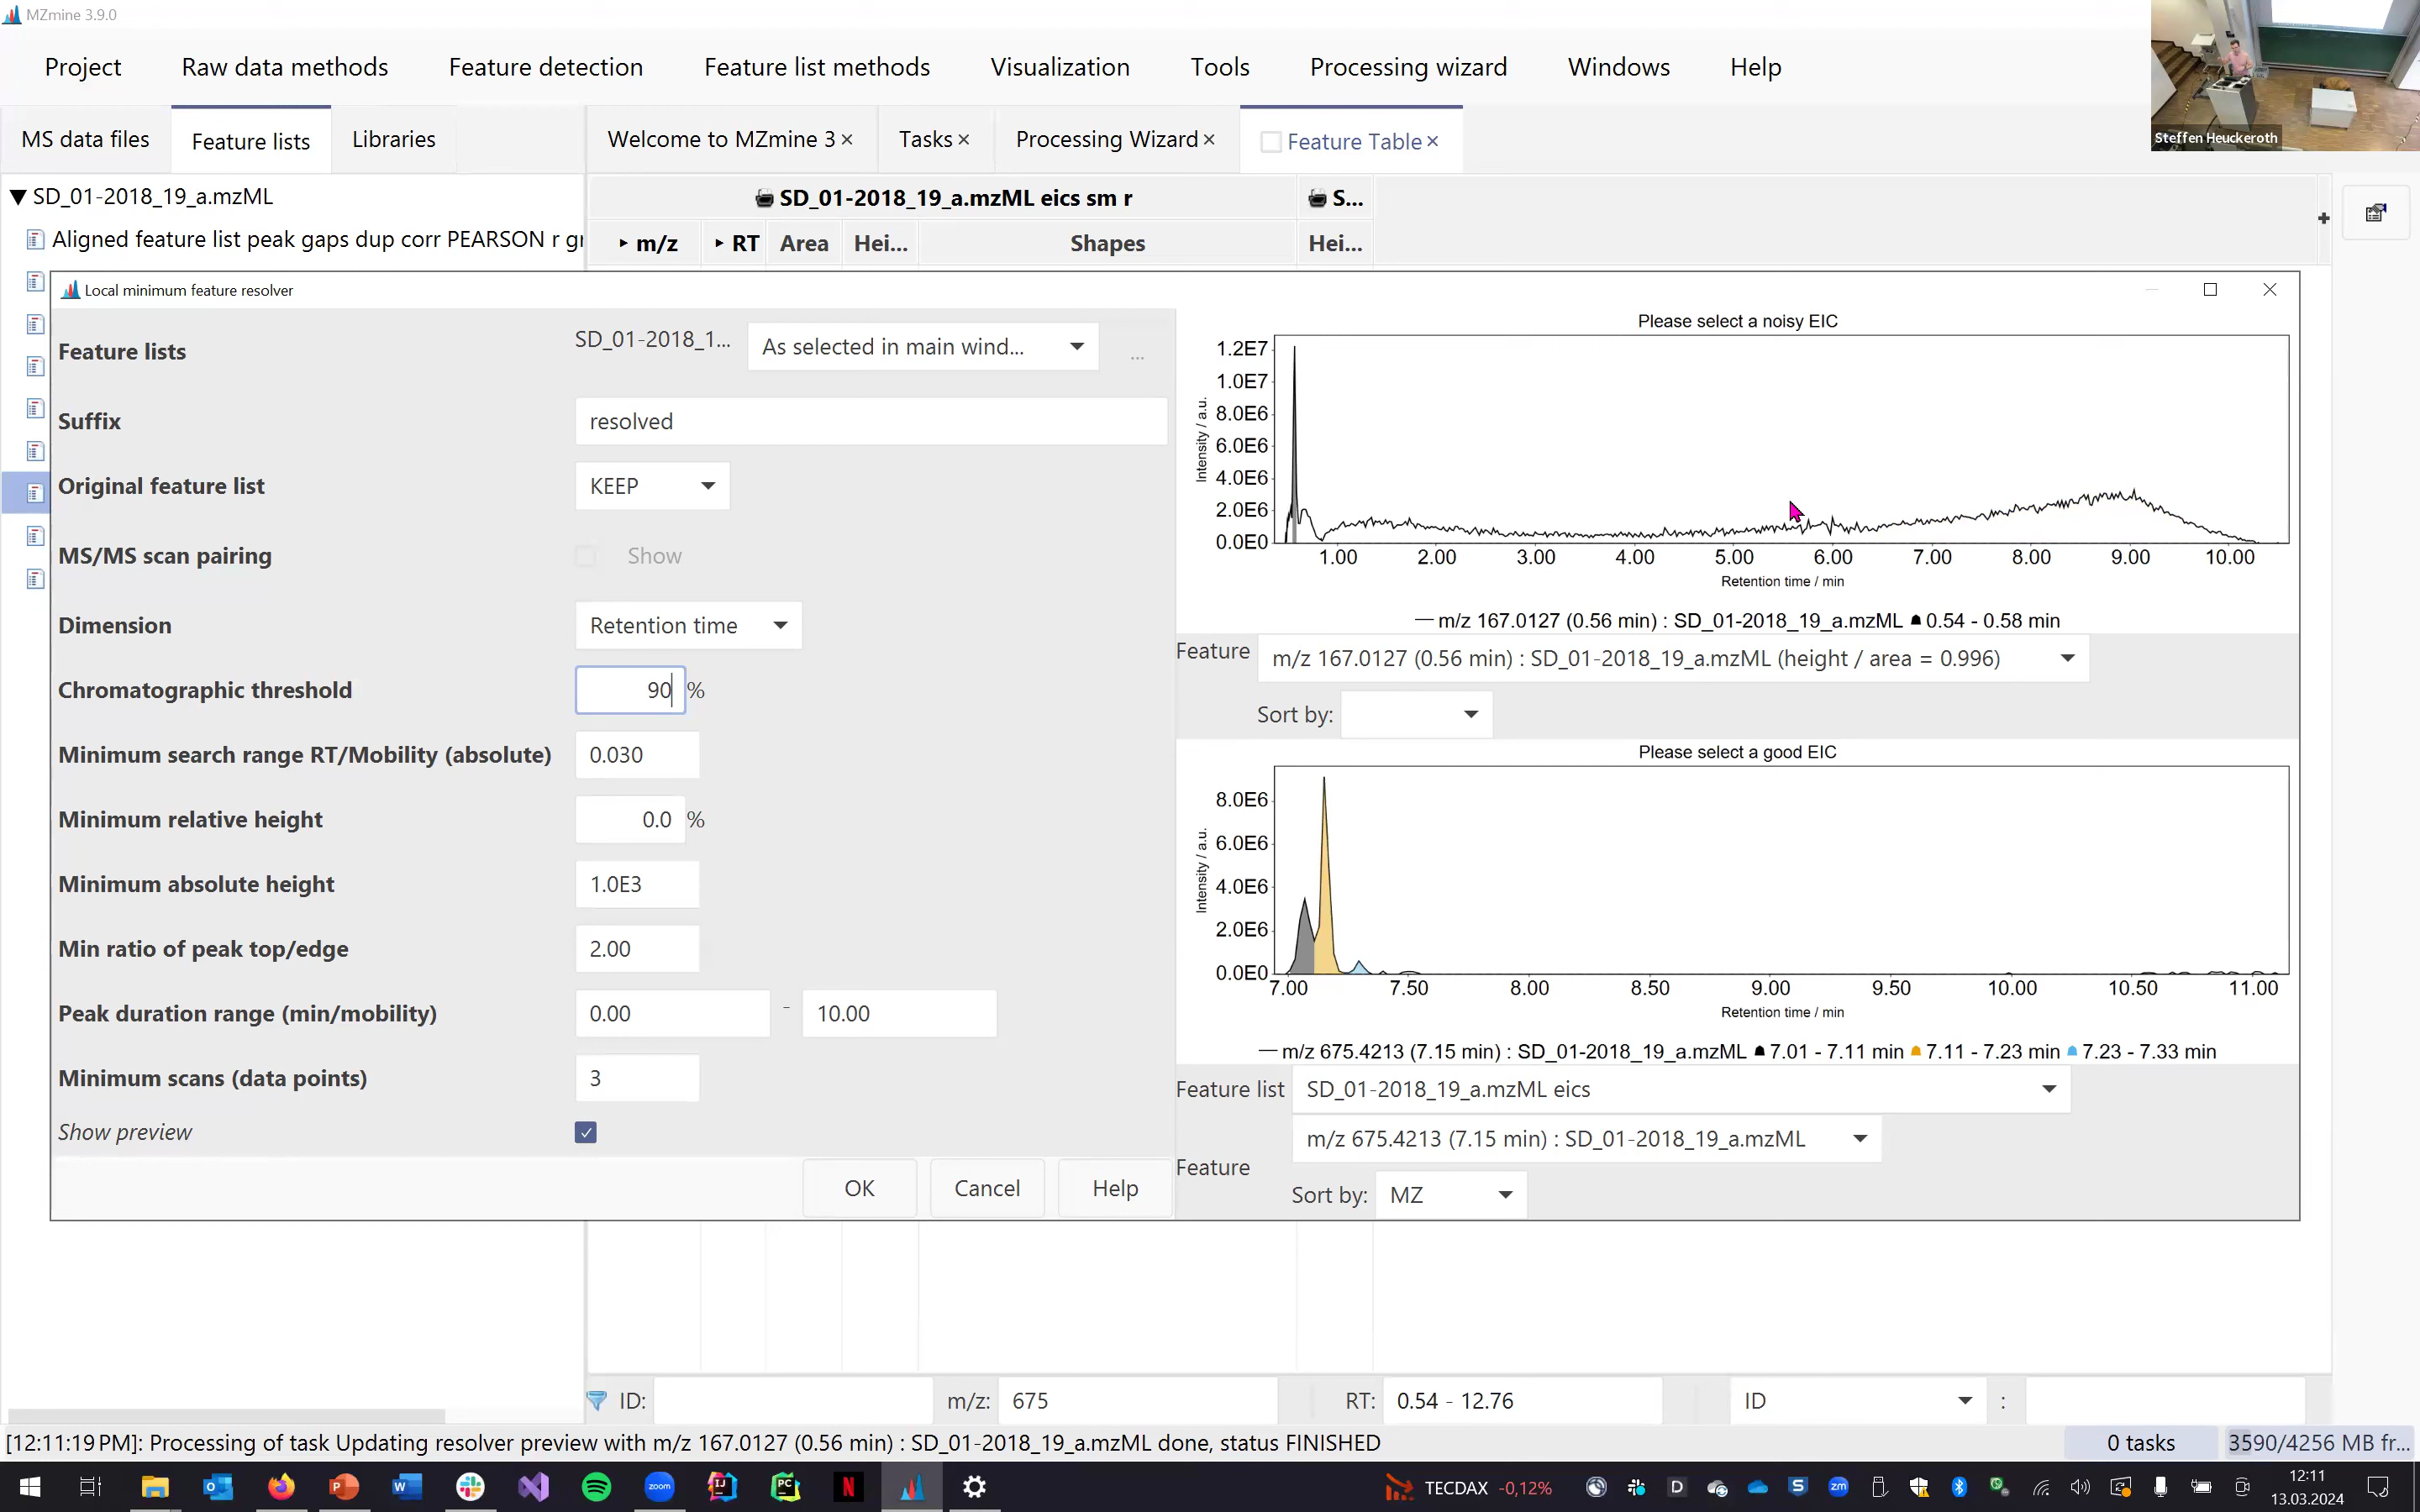 MZmine 3.9.0
Project Raw data methods Feature detection Feature list methods Visualization Tools Processing wizard Windows Help
Steffen Heuckeroth
MS data files Feature lists Libraries Welcome to MZmine 3 × Tasks × Processing Wizard × Feature Table ×
▼ SD_01-2018_19_a.mzML
SD_01-2018_19_a.mzML eics sm r S...
Aligned feature list peak gaps dup corr PEARSON r gr
m/z RT Area Hei... Shapes Hei...
Local minimum feature resolver
Feature lists SD_01-2018_1... As selected in main wind... ...
Suffix resolved
Original feature list KEEP
MS/MS scan pairing Show
Dimension Retention time
Chromatographic threshold 90 %
Minimum search range RT/Mobility (absolute) 0.030
Minimum relative height 0.0 %
Minimum absolute height 1.0E3
Min ratio of peak top/edge 2.00
Peak duration range (min/mobility) 0.00 - 10.00
Minimum scans (data points) 3
Show preview
OK Cancel Help
Please select a noisy EIC
Intensity / a.u.
1.2E7
1.0E7
8.0E6
6.0E6
4.0E6
2.0E6
0.0E0
1.00 2.00 3.00 4.00 5.00 6.00 7.00 8.00 9.00 10.00
Retention time / min
m/z 167.0127 (0.56 min) : SD_01-2018_19_a.mzML 0.54 - 0.58 min
Feature m/z 167.0127 (0.56 min) : SD_01-2018_19_a.mzML (height / area = 0.996)
Sort by:
Please select a good EIC
Intensity / a.u.
8.0E6
6.0E6
4.0E6
2.0E6
0.0E0
7.00 7.50 8.00 8.50 9.00 9.50 10.00 10.50 11.00
Retention time / min
m/z 675.4213 (7.15 min) : SD_01-2018_19_a.mzML 7.01 - 7.11 min 7.11 - 7.23 min 7.23 - 7.33 min
Feature list SD_01-2018_19_a.mzML eics
m/z 675.4213 (7.15 min) : SD_01-2018_19_a.mzML
Feature
Sort by: MZ
ID: m/z: 675 RT: 0.54 - 12.76 ID :
[12:11:19 PM]: Processing of task Updating resolver preview with m/z 167.0127 (0.56 min) : SD_01-2018_19_a.mzML done, status FINISHED 0 tasks 3590/4256 MB fr...
TECDAX -0,12% 12:11
13.03.2024